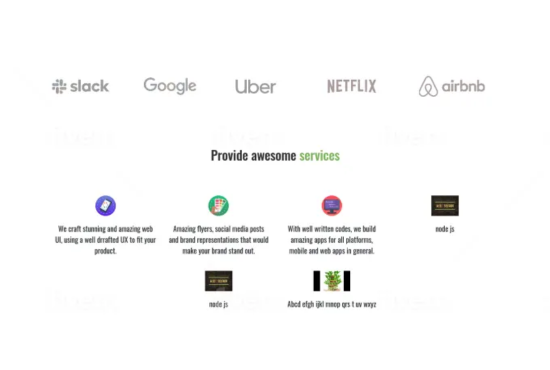 slack Google Uber NETFLIX airbnb
Provide awesome services
We craft stunning and amazing web
UI, using a well drrafted UX to fit your
product.
Amazing flyers, social media posts
and brand representations that would
make your brand stand out.
With well written codes, we build
amazing apps for all platforms,
mobile and web apps in general.
node js
node js
Abcd efgh ijkl mnop qrs t uv wxyz